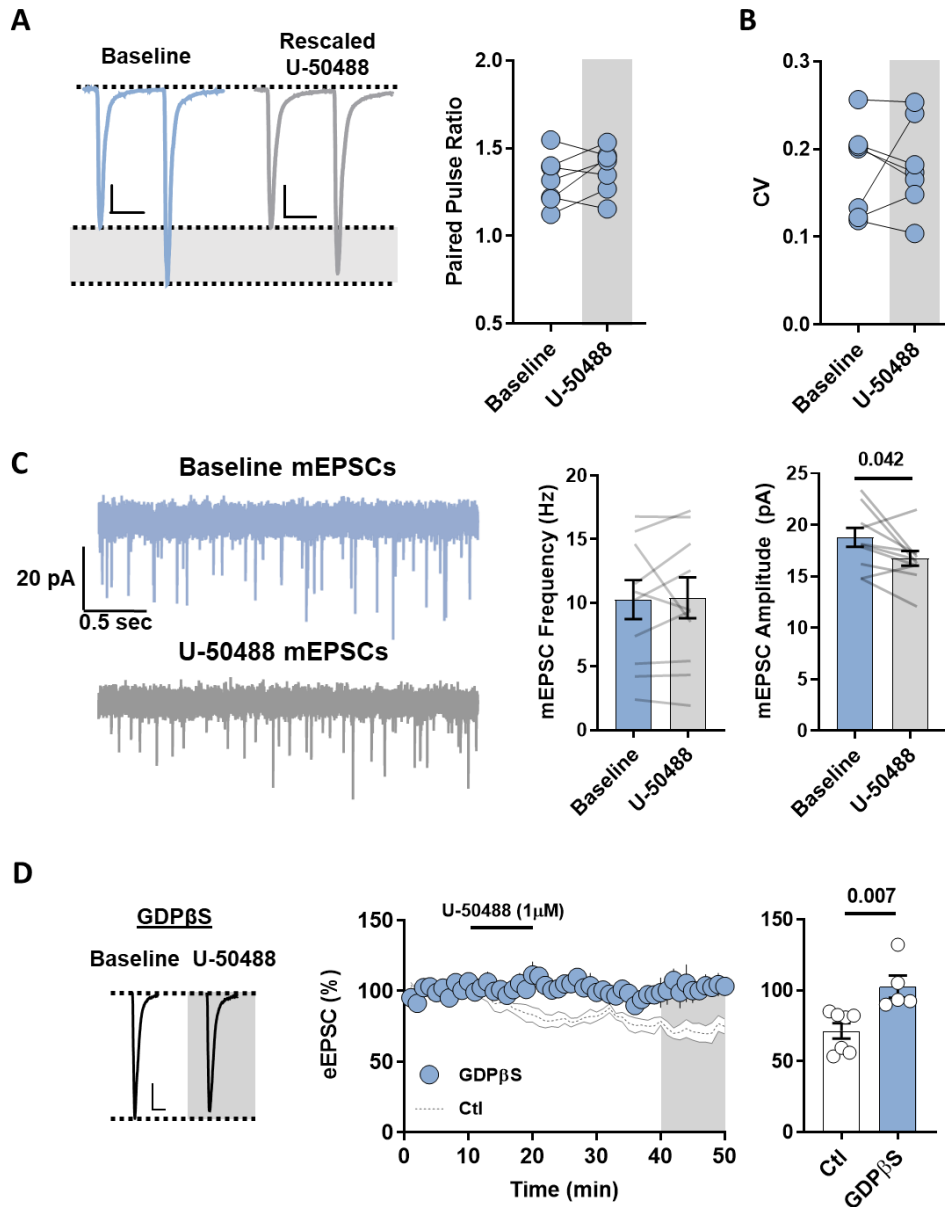 A
Baseline
Rescaled
U-50488
Paired Pulse Ratio
2.0
1.5
1.0
0.5
Baseline
U-50488
B
CV
0.3
0.2
0.1
0.0
Baseline
U-50488
C
Baseline mEPSCs
20 pA
0.5 sec
U-50488 mEPSCs
mEPSC Frequency (Hz)
20
15
10
5
0
Baseline
U-50488
mEPSC Amplitude (pA)
0.042
25
20
15
10
5
0
Baseline
U-50488
D
GDPβS
Baseline U-50488
eEPSC (%)
150
100
50
0
U-50488 (1μM)
GDPβS
Ctl
0 10 20 30 40 50
Time (min)
0.007
150
100
50
0
Ctl
GDPβS